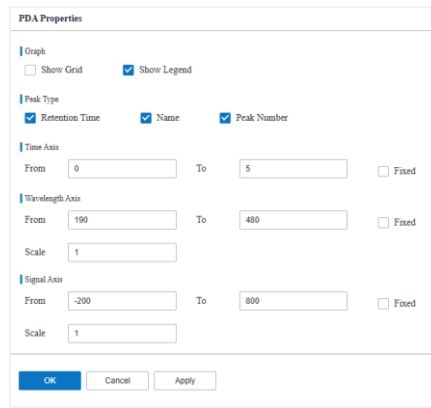 PDA Properties
Graph
Show Grid Show Legend
Peak Type
Retention Time Name Peak Number
Time Axis
From 0 To 5 Fixed
Wavelength Axis
From 190 To 480 Fixed
Scale 1
Signal Axis
From -200 To 800 Fixed
Scale 1
OK Cancel Apply